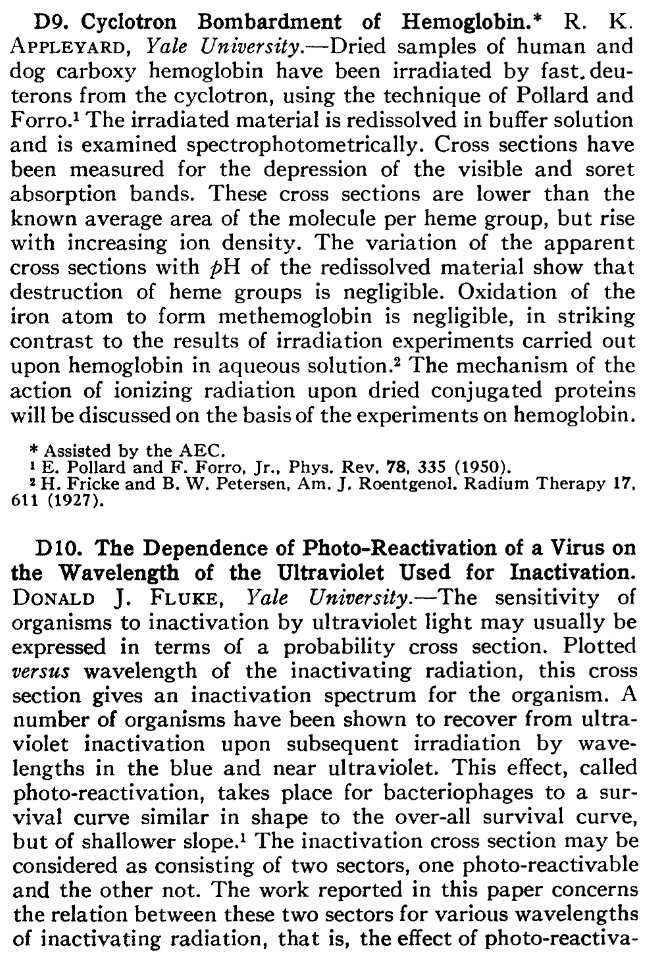 D9. Cyclotron Bombardment of Hemoglobin.* R. K.
APPLEYARD, Yale University.—Dried samples of human and
dog carboxy hemoglobin have been irradiated by fast. deu-
terons from the cyclotron, using the technique of Pollard and
Forro.¹ The irradiated material is redissolved in buffer solution
and is examined spectrophotometrically. Cross sections have
been measured for the depression of the visible and soret
absorption bands. These cross sections are lower than the
known average area of the molecule per heme group, but rise
with increasing ion density. The variation of the apparent
cross sections with pH of the redissolved material show that
destruction of heme groups is negligible. Oxidation of the
iron atom to form methemoglobin is negligible, in striking
contrast to the results of irradiation experiments carried out
upon hemoglobin in aqueous solution.² The mechanism of the
action of ionizing radiation upon dried conjugated proteins
will be discussed on the basis of the experiments on hemoglobin.
* Assisted by the AEC.
¹ E. Pollard and F. Forro, Jr., Phys. Rev. 78, 335 (1950).
² H. Fricke and B. W. Petersen, Am. J. Roentgenol. Radium Therapy 17,
611 (1927).
D10. The Dependence of Photo-Reactivation of a Virus on
the Wavelength of the Ultraviolet Used for Inactivation.
DONALD J. FLUKE, Yale University.—The sensitivity of
organisms to inactivation by ultraviolet light may usually be
expressed in terms of a probability cross section. Plotted
versus wavelength of the inactivating radiation, this cross
section gives an inactivation spectrum for the organism. A
number of organisms have been shown to recover from ultra-
violet inactivation upon subsequent irradiation by wave-
lengths in the blue and near ultraviolet. This effect, called
photo-reactivation, takes place for bacteriophages to a sur-
vival curve similar in shape to the over-all survival curve,
but of shallower slope.¹ The inactivation cross section may be
considered as consisting of two sectors, one photo-reactivable
and the other not. The work reported in this paper concerns
the relation between these two sectors for various wavelengths
of inactivating radiation, that is, the effect of photo-reactiva-